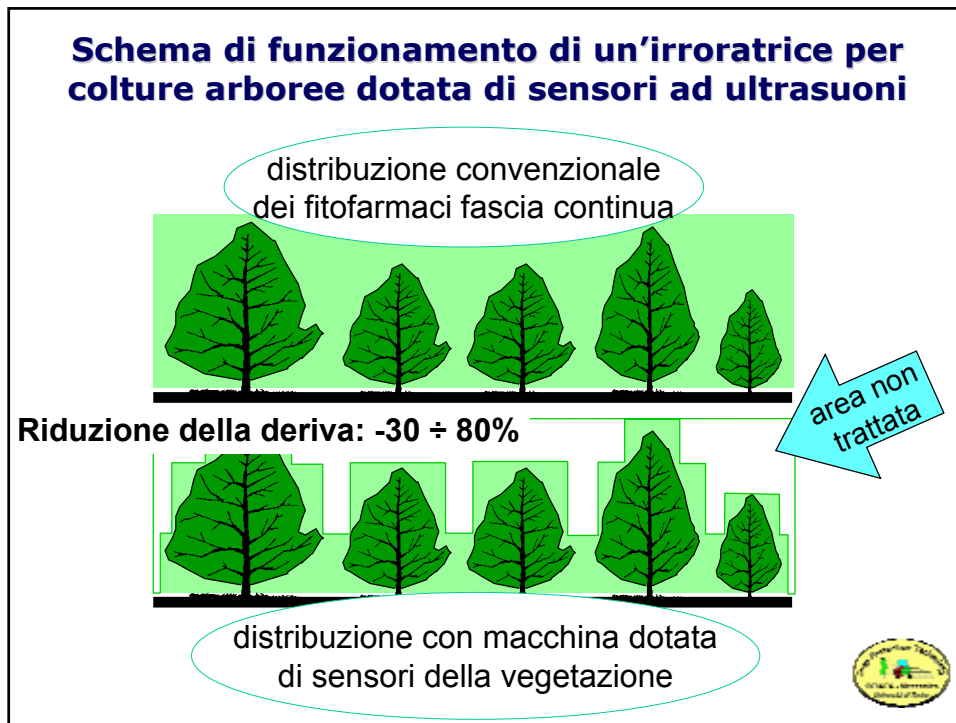 Schema di funzionamento di un'irroratrice per
colture arboree dotata di sensori ad ultrasuoni
distribuzione convenzionale
dei fitofarmaci fascia continua
Riduzione della deriva: -30 ÷ 80%
area non
trattata
distribuzione con macchina dotata
di sensori della vegetazione